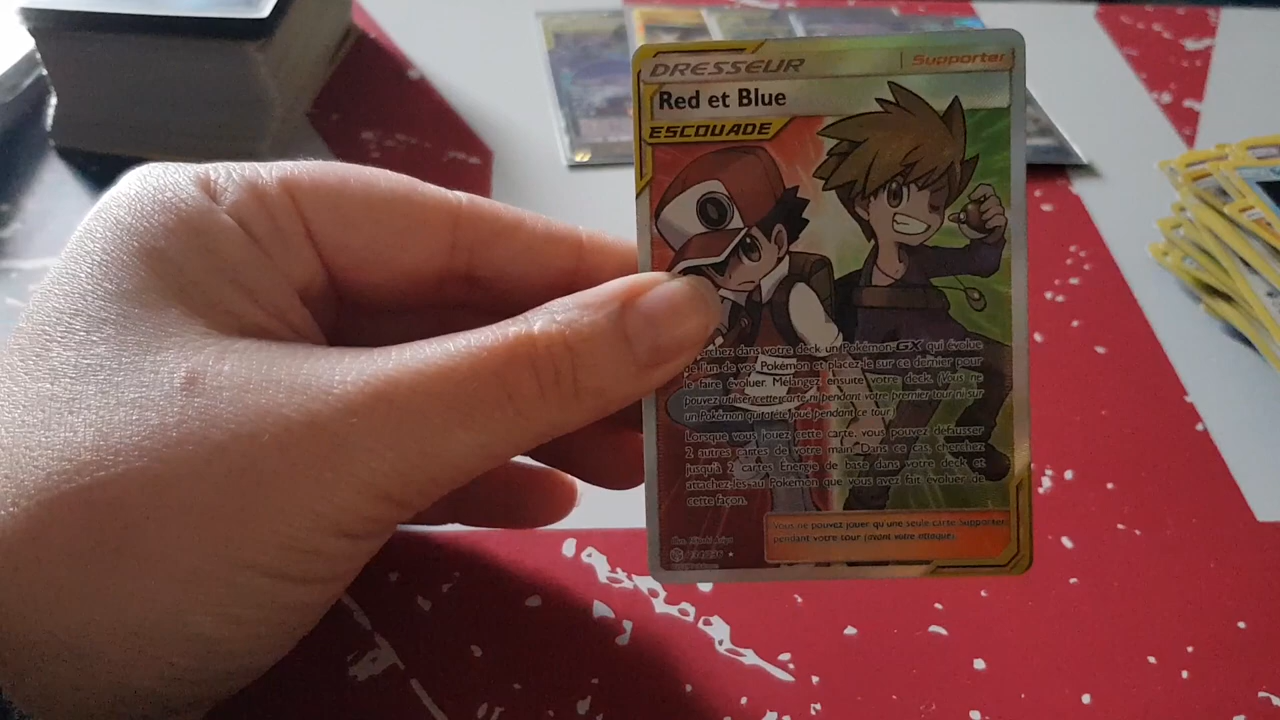 DRESSEUR
Supporter
Red et Blue
ESCOUADE
erchez dans votre deck un Pokémon-GX qui évolue
de l'un de vos Pokémon et placez-le sur ce dernier pour
le faire évoluer. Mélangez ensuite votre deck. (Vous ne
pouvez utiliser cette carte, ni pendant votre premier tour ni sur
un Pokémon qui a été joué pendant ce tour.)
Lorsque vous jouez cette carte, vous pouvez défausser
2 autres cartes de votre main. Dans ce cas, cherchez
jusqu'à 2 cartes Énergie de base dans votre deck et
attachez-les au Pokémon que vous avez fait évoluer de
cette façon.
Vous ne pouvez jouer qu'une seule carte Supporter
pendant votre tour (avant votre attaque).
Illus.